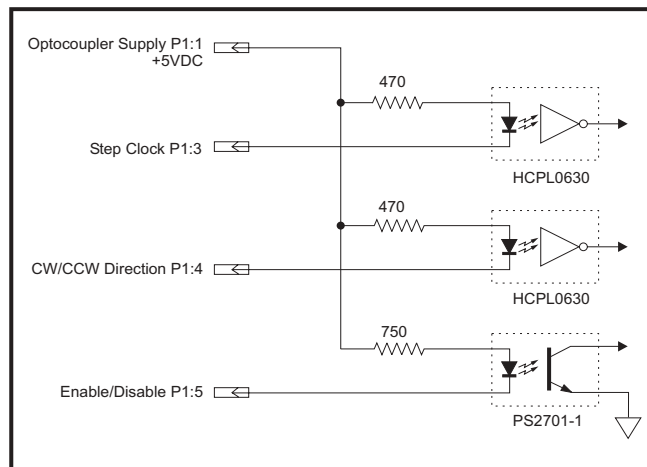 Optocoupler Supply P1:1
+5VDC
470
Step Clock P1:3
HCPL0630
470
CW/CCW Direction P1:4
HCPL0630
750
Enable/Disable P1:5
PS2701-1